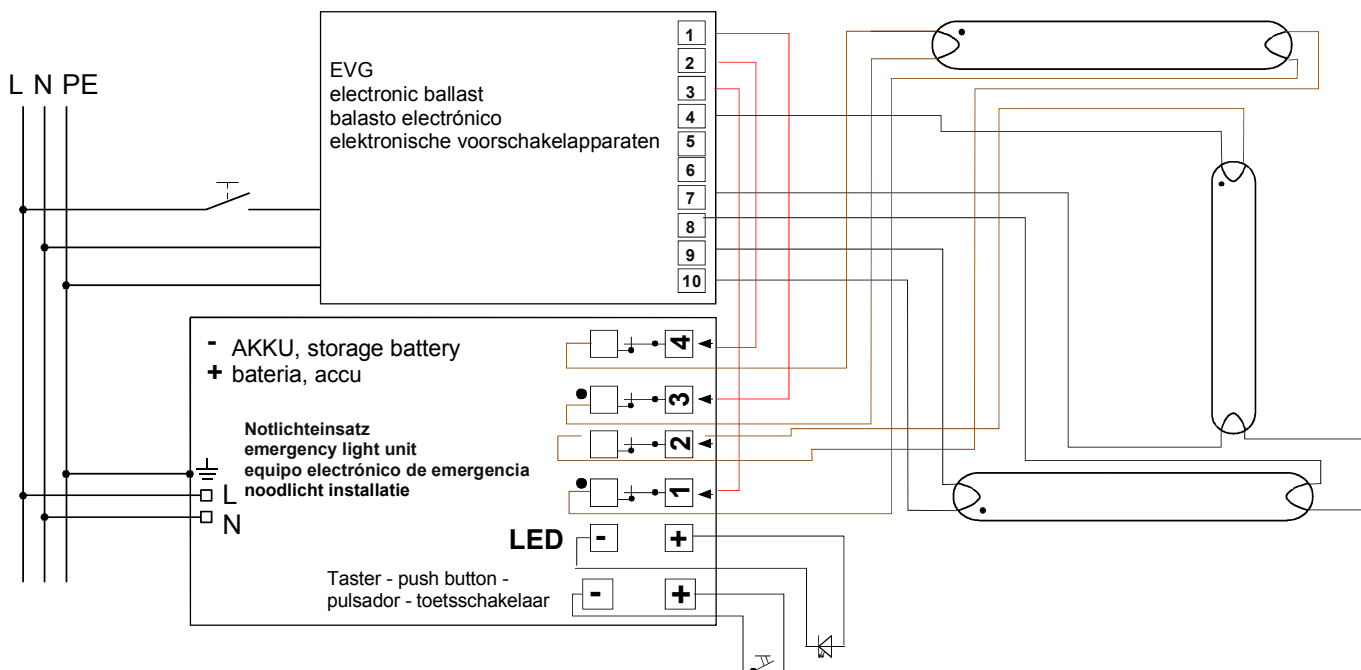 L N PE
EVG
electronic ballast
balasto electrónico
elektronische voorschakelapparaten
1
2
3
4
5
6
7
8
9
10
- AKKU, storage battery
+ bateria, accu
4
3
2
1
Notlichteinsatz
emergency light unit
equipo electrónico de emergencia
noodlicht installatie
L
N
LED - +
Taster - push button -
pulsador - toetsschakelaar
- +